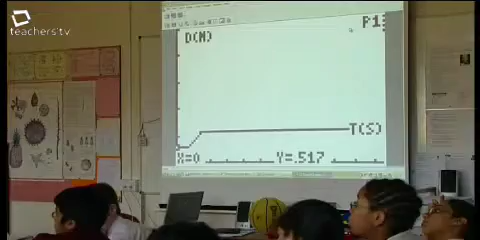 teachers.tv
P1:
D(M)
T(S)
X=0 Y=.517